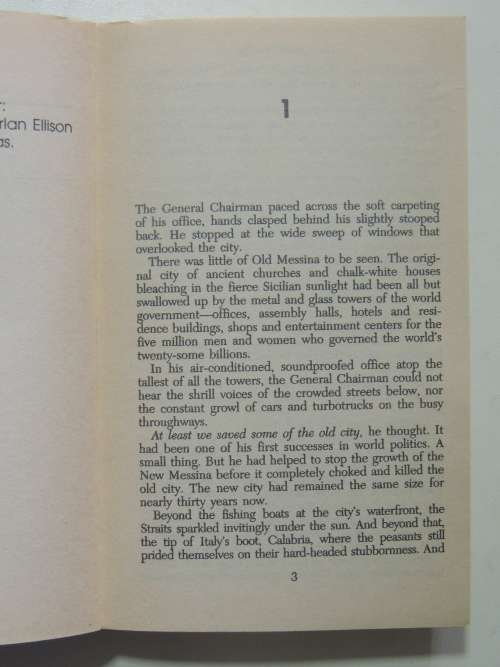 r:
rlan Ellison
as.
1
The General Chairman paced across the soft carpeting
of his office, hands clasped behind his slightly stooped
back. He stopped at the wide sweep of windows that
overlooked the city.
There was little of Old Messina to be seen. The origi-
nal city of ancient churches and chalk-white houses
bleaching in the fierce Sicilian sunlight had been all but
swallowed up by the metal and glass towers of the world
government—offices, assembly halls, hotels and resi-
dence buildings, shops and entertainment centers for the
five million men and women who governed the world's
twenty-some billions.
In his air-conditioned, soundproofed office atop the
tallest of all the towers, the General Chairman could not
hear the shrill voices of the crowded streets below, nor
the constant growl of cars and turbotrucks on the busy
throughways.
At least we saved some of the old city, he thought. It
had been one of his first successes in world politics. A
small thing. But he had helped to stop the growth of the
New Messina before it completely choked and killed the
old city. The new city had remained the same size for
nearly thirty years now.
Beyond the fishing boats at the city's waterfront, the
Straits sparkled invitingly under the sun. And beyond that,
the tip of Italy's boot, Calabria, where the peasants still
prided themselves on their hard-headed stubbornness. And
3